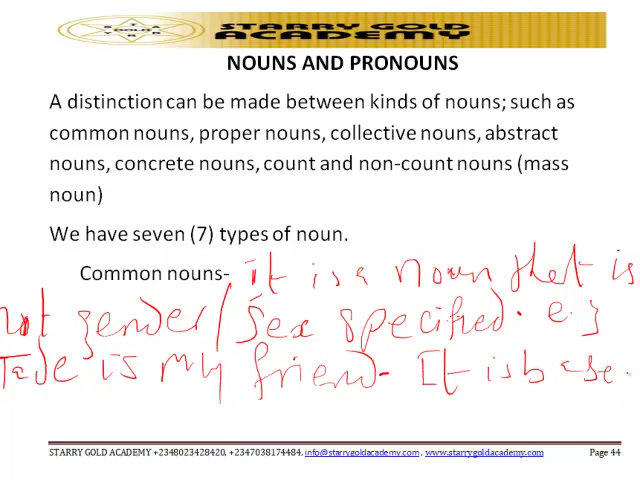 STARRY GOLD
ACADEMY
NOUNS AND PRONOUNS
A distinction can be made between kinds of nouns; such as
common nouns, proper nouns, collective nouns, abstract
nouns, concrete nouns, count and non-count nouns (mass
noun)
We have seven (7) types of noun.
Common nouns- it is a noun that is
not gender/sex specified. e.g
Tade is my friend- It is base
STARRY GOLD ACADEMY +2348023428420, +2347038174484, info@starrygoldacademy.com, www.starrygoldacademy.com Page 44